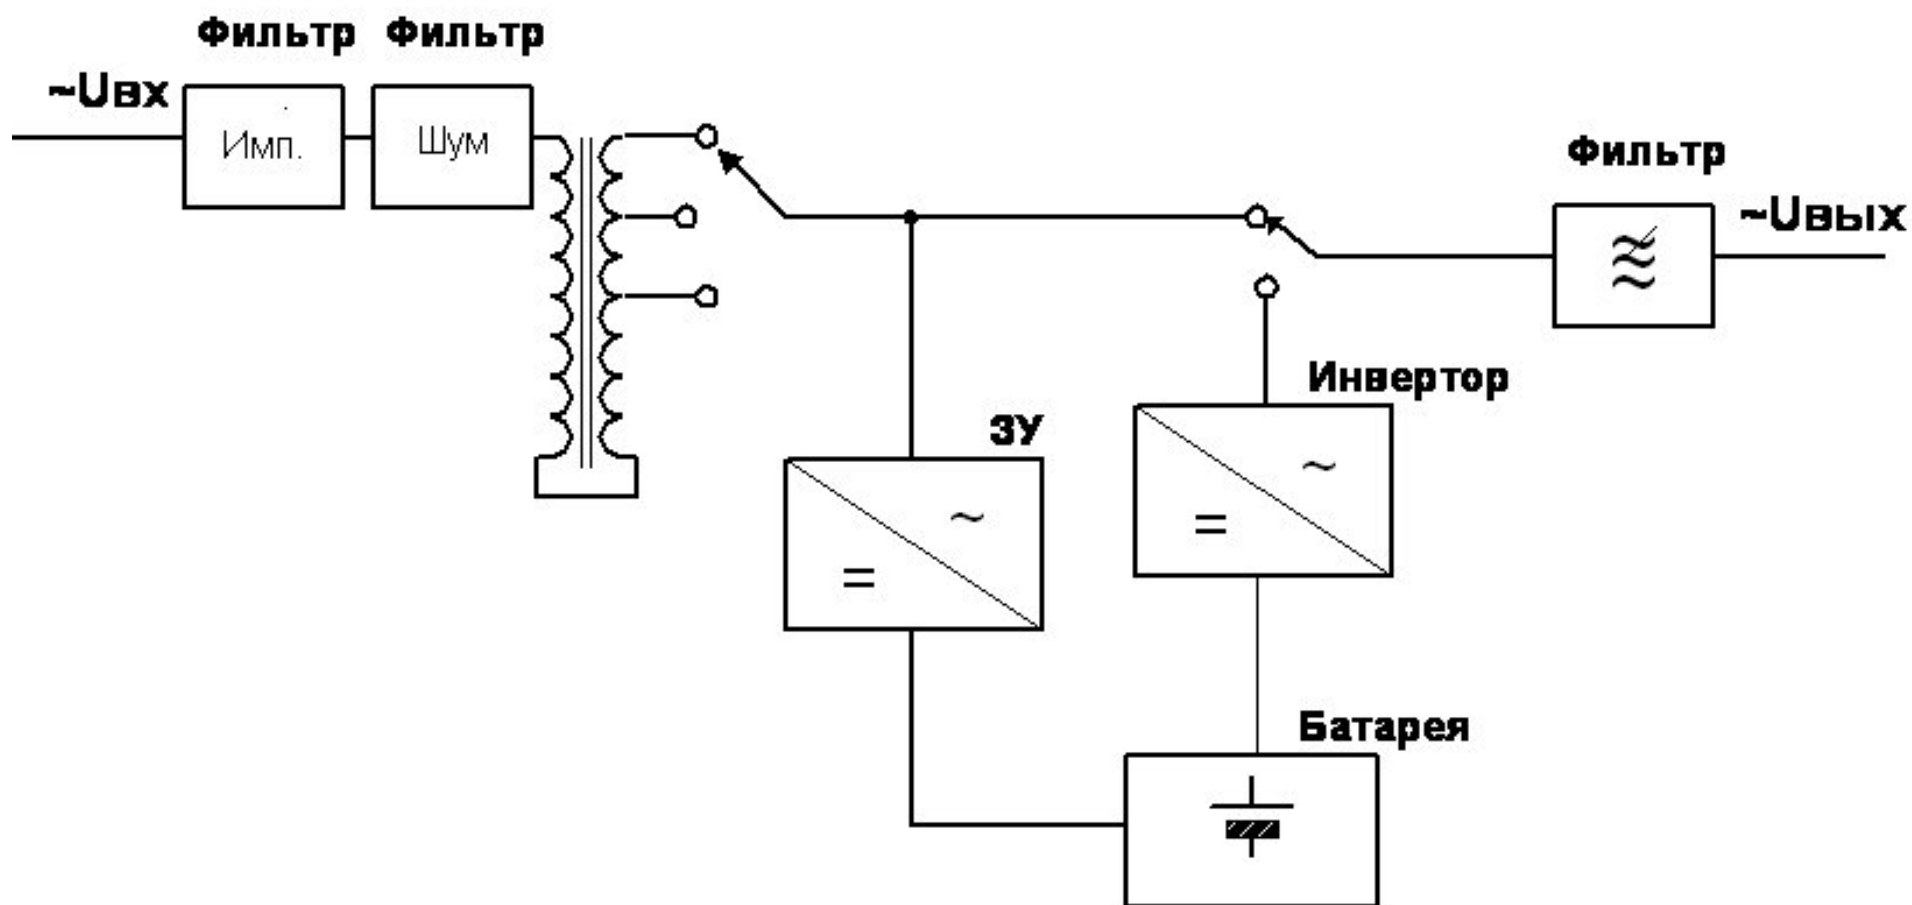 Фильтр Фильтр
~Uвх
Имп.
Шум
Фильтр
~Uвых
Инвертор
ЗУ
~
=
~
=
Батарея